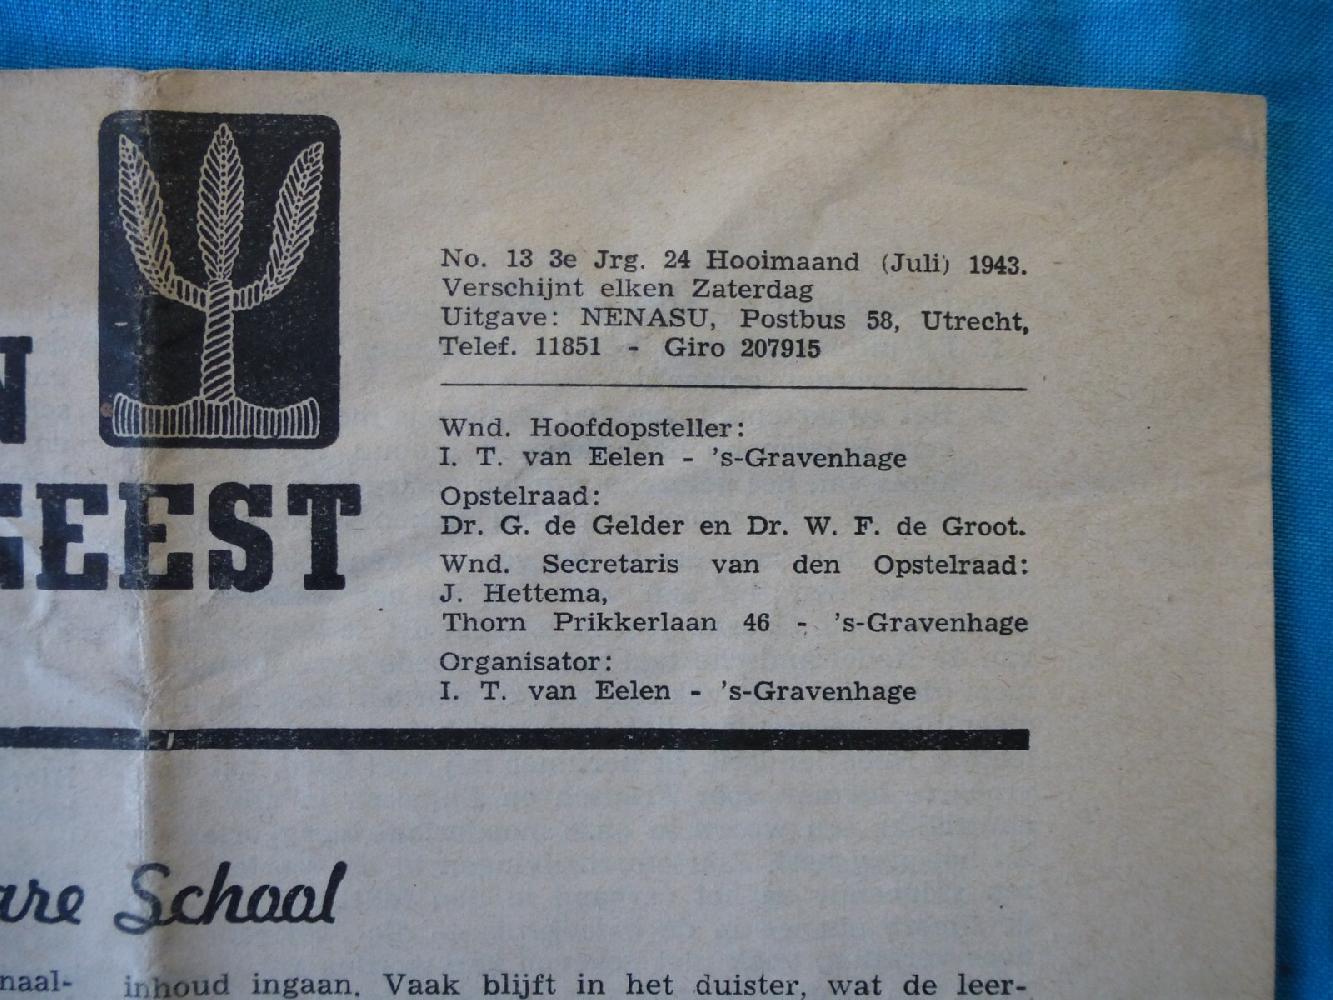 No. 13 3e Jrg. 24 Hooimaand (Juli) 1943.
Verschijnt elken Zaterdag
Uitgave: NENASU, Postbus 58, Utrecht,
Telef. 11851 - Giro 207915
N
GEEST
Wnd. Hoofdopsteller:
I. T. van Eelen - 's-Gravenhage
Opstelraad:
Dr. G. de Gelder en Dr. W. F. de Groot.
Wnd. Secretaris van den Opstelraad:
J. Hettema,
Thorn Prikkerlaan 46 - 's-Gravenhage
Organisator:
I. T. van Eelen - 's-Gravenhage
are School
naal-
inhoud ingaan. Vaak blijft in het duister, wat de leer-